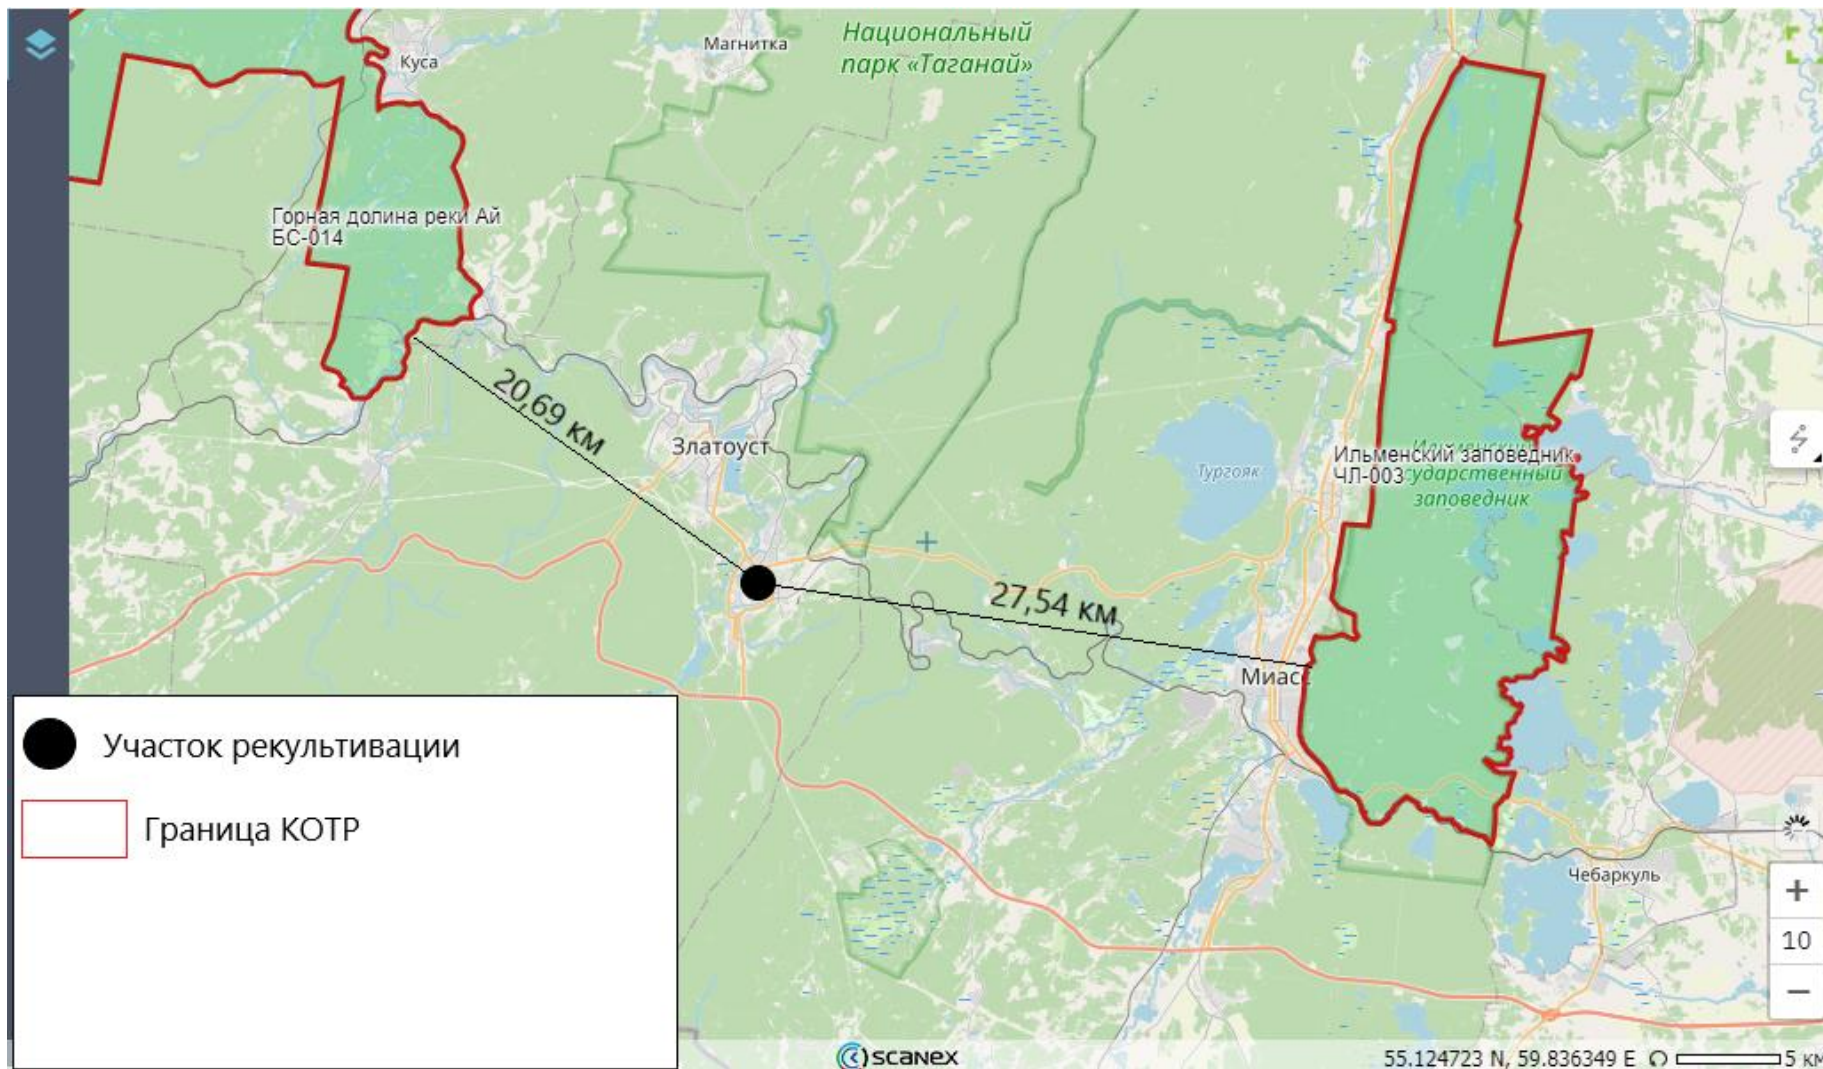 Национальный
парк «Таганай»
Магнитка
Куса
Горная долина реки Ай
БС-014
20,69 км
Златоуст
Тургояк
Ильменский заповедник
ЧЛ-003
государственный
заповедник
27,54 км
Миасс
Участок рекультивации
Граница КОТР
Чебаркуль
+
10
−
scanex
55.124723 N, 59.836349 E
5 км